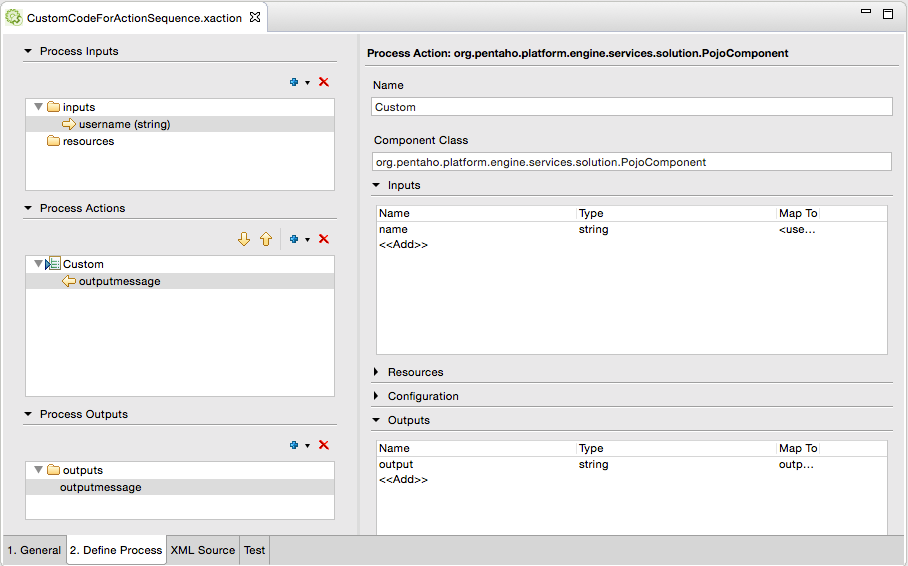 CustomCodeForActionSequence.xaction
Process Inputs
inputs
username (string)
resources
Process Actions
Custom
outputmessage
Process Outputs
outputs
outputmessage
Process Action: org.pentaho.platform.engine.services.solution.PojoComponent
Name
Custom
Component Class
org.pentaho.platform.engine.services.solution.PojoComponent
Inputs
Name Type Map To
name string <use...
<<Add>>
Resources
Configuration
Outputs
Name Type Map To
output string outp...
<<Add>>
1. General 2. Define Process XML Source Test